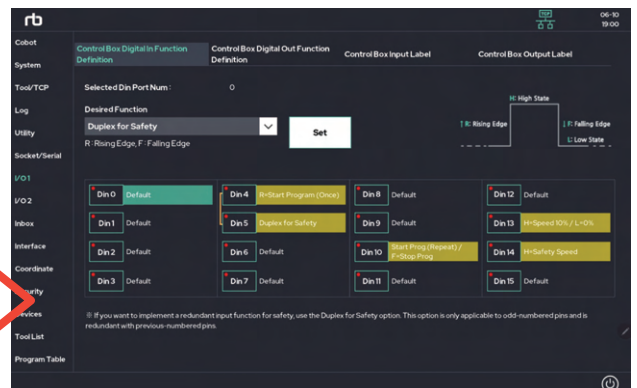 rb
TCP
06-10
19:00
Cobot
System
Tool/TCP
Log
Utility
Socket/Serial
I/O 1
I/O 2
Inbox
Interface
Coordinate
Security
Devices
Tool List
Program Table
Control Box Digital In Function
Definition
Control Box Digital Out Function
Definition
Control Box Input Label
Control Box Output Label
Selected Din Port Num :
0
Desired Function
Duplex for Safety
Set
R : Rising Edge, F : Falling Edge
H: High State
R: Rising Edge
F: Falling Edge
L: Low State
Din 0 Default
Din 4 R=Start Program (Once)
Din 8 Default
Din 12 Default
Din 1 Default
Din 5 Duplex for Safety
Din 9 Default
Din 13 H=Speed 10% / L=0%
Din 2 Default
Din 6 Default
Din 10 Start Prog.(Repeat) /
F=Stop Prog
Din 14 H=Safety Speed
Din 3 Default
Din 7 Default
Din 11 Default
Din 15 Default
※ If you want to implement a redundant input function for safety, use the Duplex for Safety option. This option is only applicable to odd-numbered pins and is
redundant with previous-numbered pins.